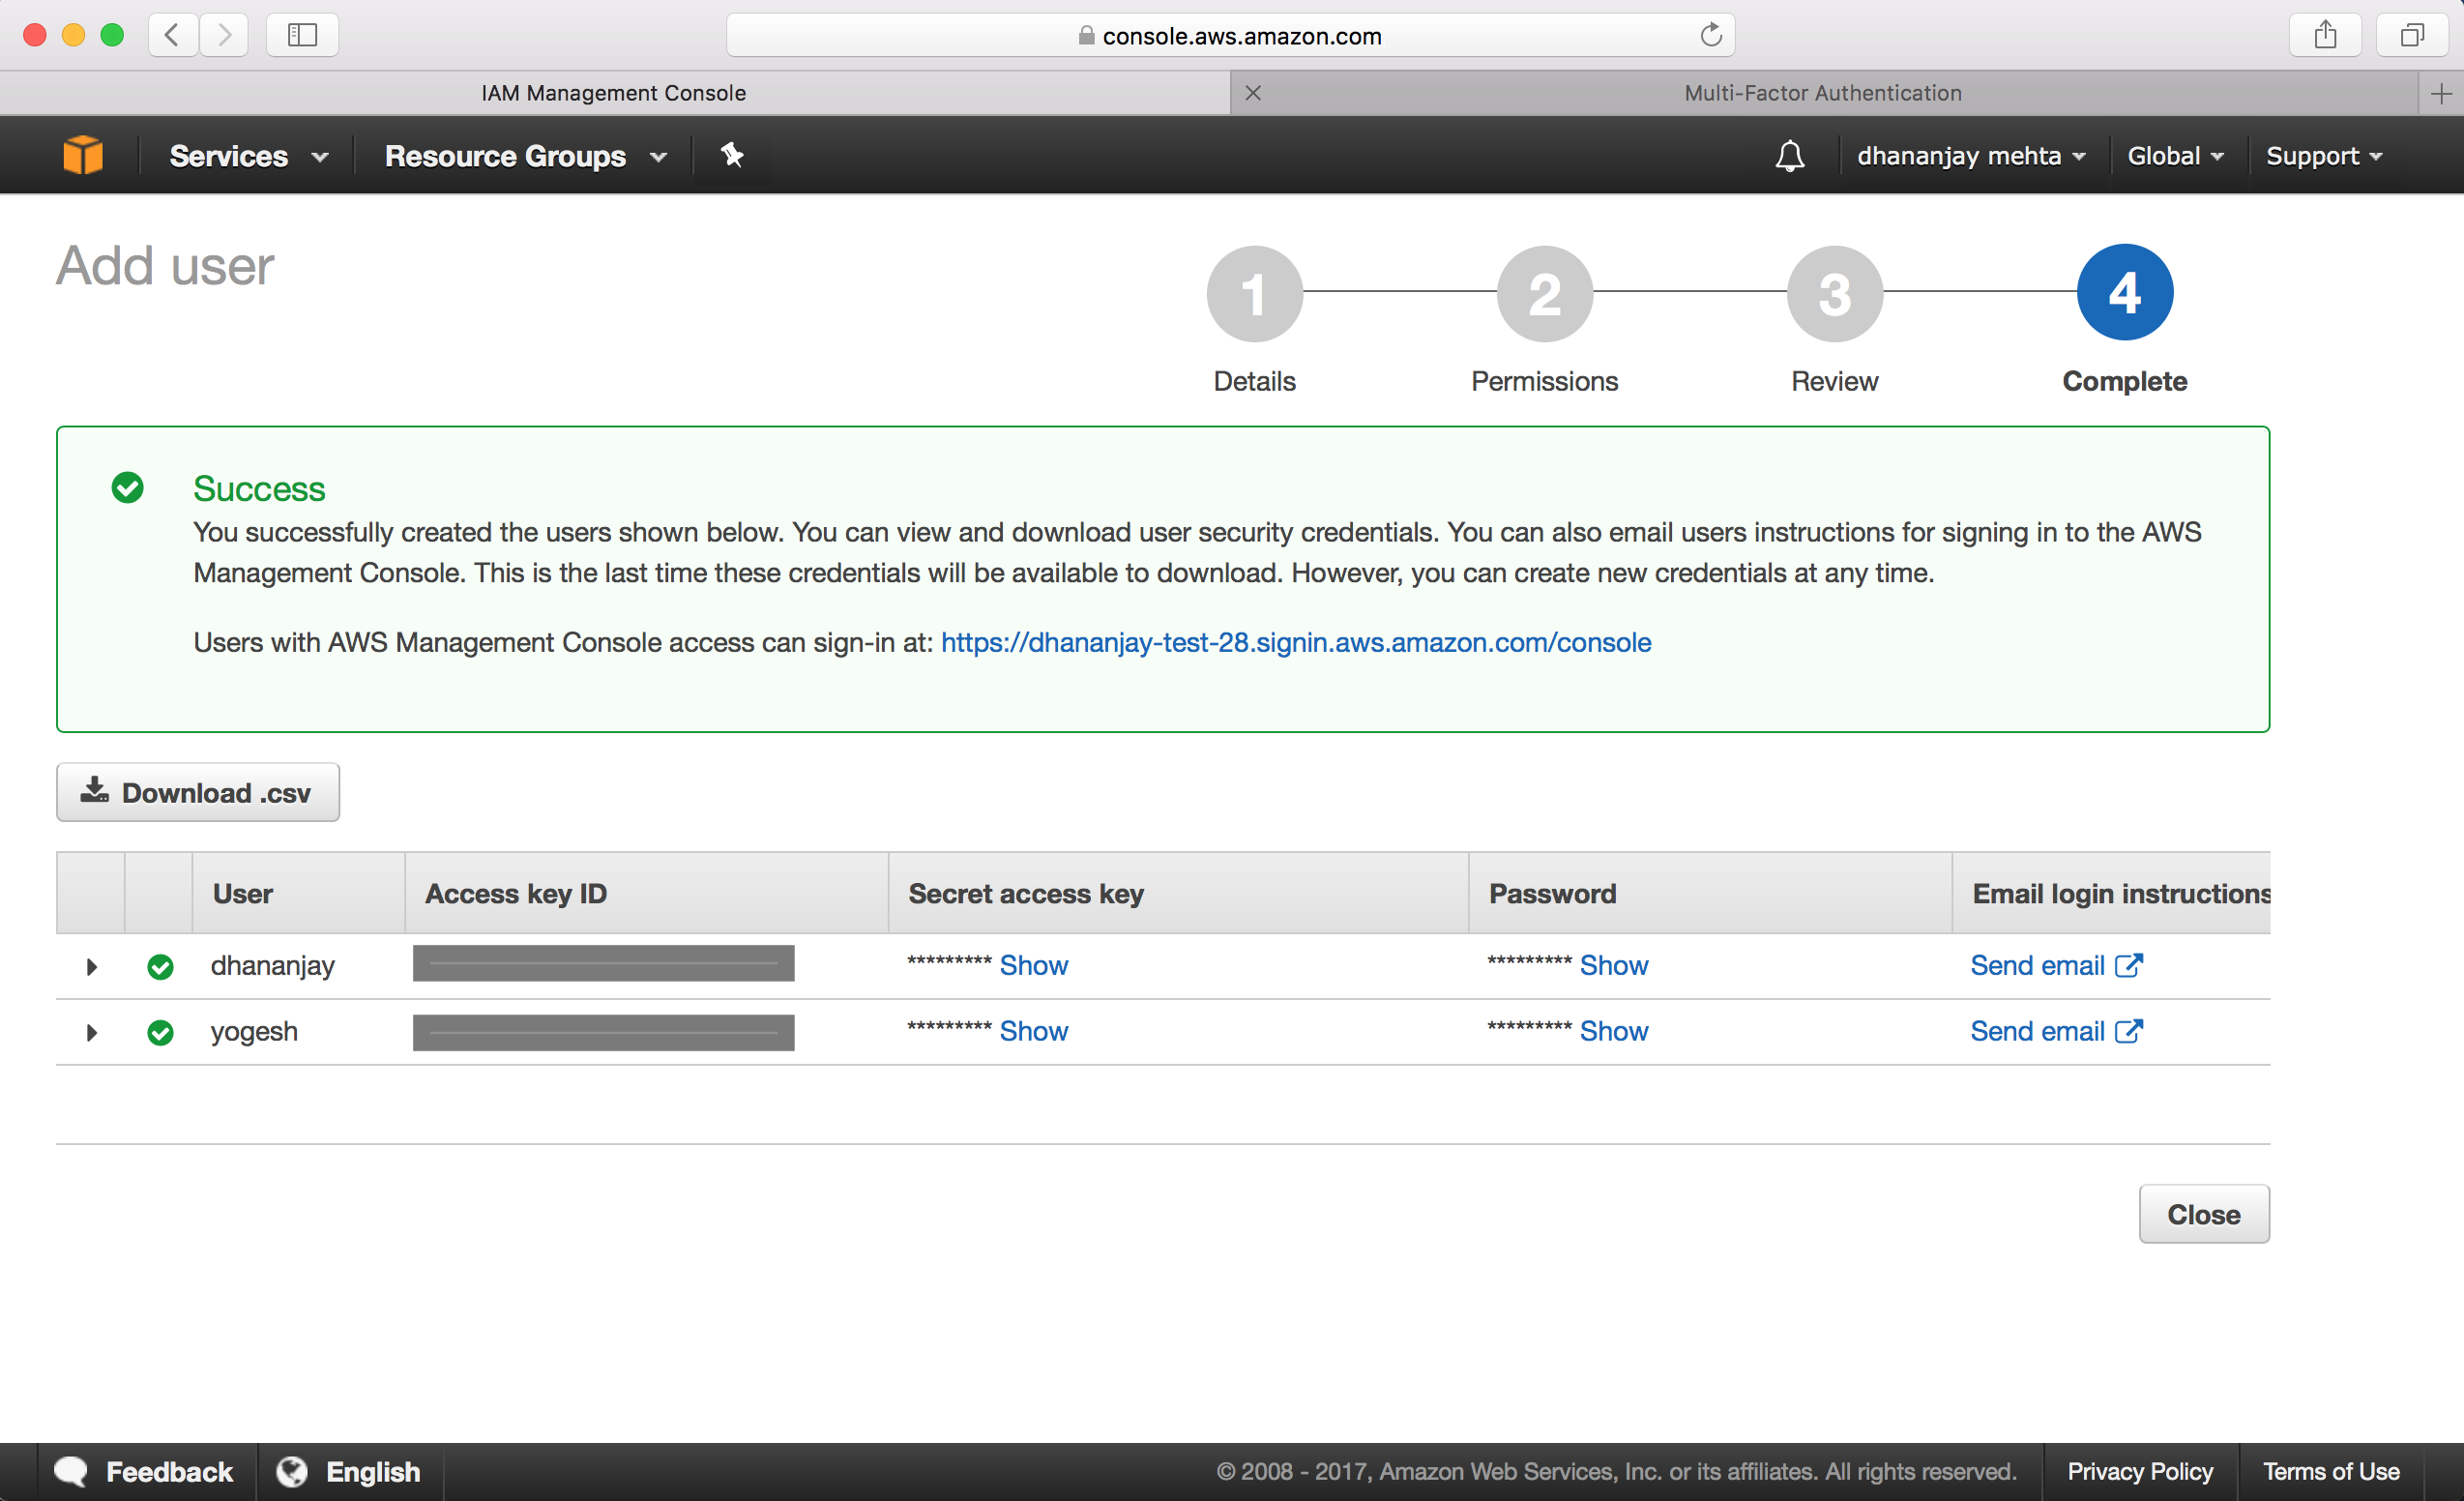 console.aws.amazon.com
IAM Management Console
Multi-Factor Authentication
Services
Resource Groups
dhananjay mehta
Global
Support
Add user
1
2
3
4
Details
Permissions
Review
Complete
Success
You successfully created the users shown below. You can view and download user security credentials. You can also email users instructions for signing in to the AWS
Management Console. This is the last time these credentials will be available to download. However, you can create new credentials at any time.
Users with AWS Management Console access can sign-in at: https://dhananjay-test-28.signin.aws.amazon.com/console
Download .csv
User Access key ID Secret access key Password Email login instructions
dhananjay ********* Show ********* Show Send email
yogesh ********* Show ********* Show Send email
Close
Feedback
English
© 2008 - 2017, Amazon Web Services, Inc. or its affiliates. All rights reserved.
Privacy Policy
Terms of Use